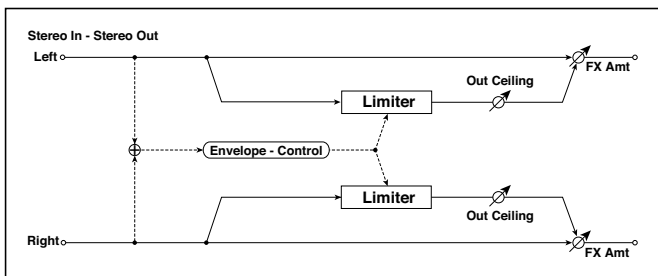 Stereo In - Stereo Out
Left
FX Amt
Out Ceiling
Limiter
Envelope - Control
Limiter
Out Ceiling
Right
FX Amt